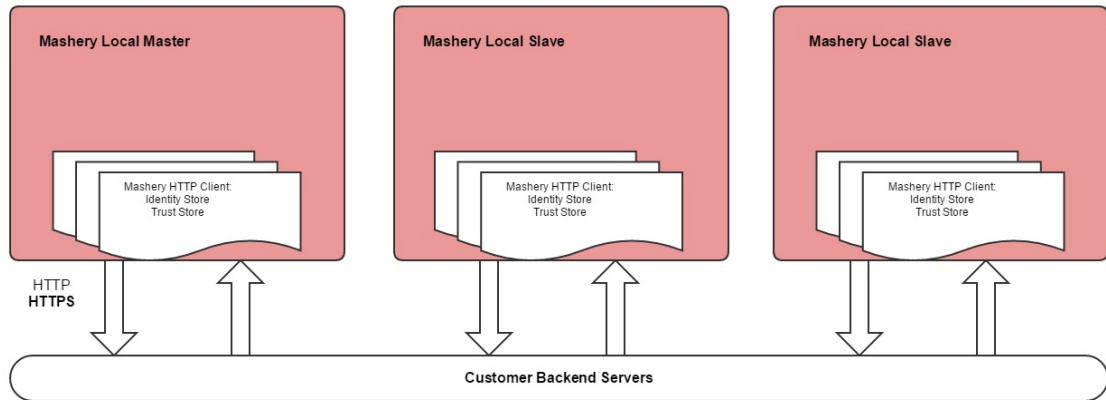 Mashery Local Master
Mashery Local Slave
Mashery Local Slave
Mashery HTTP Client:
Identity Store
Trust Store
Mashery HTTP Client:
Identity Store
Trust Store
Mashery HTTP Client:
Identity Store
Trust Store
HTTP
HTTPS
Customer Backend Servers